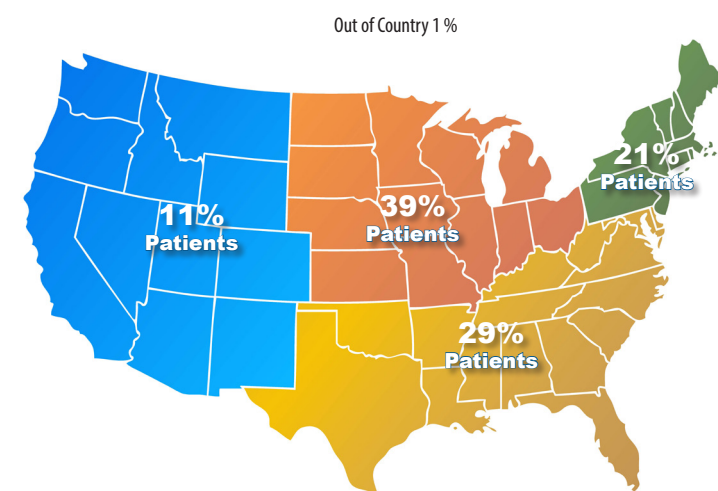 Out of Country 1%
21%
Patients
11%
Patients
39%
Patients
29%
Patients